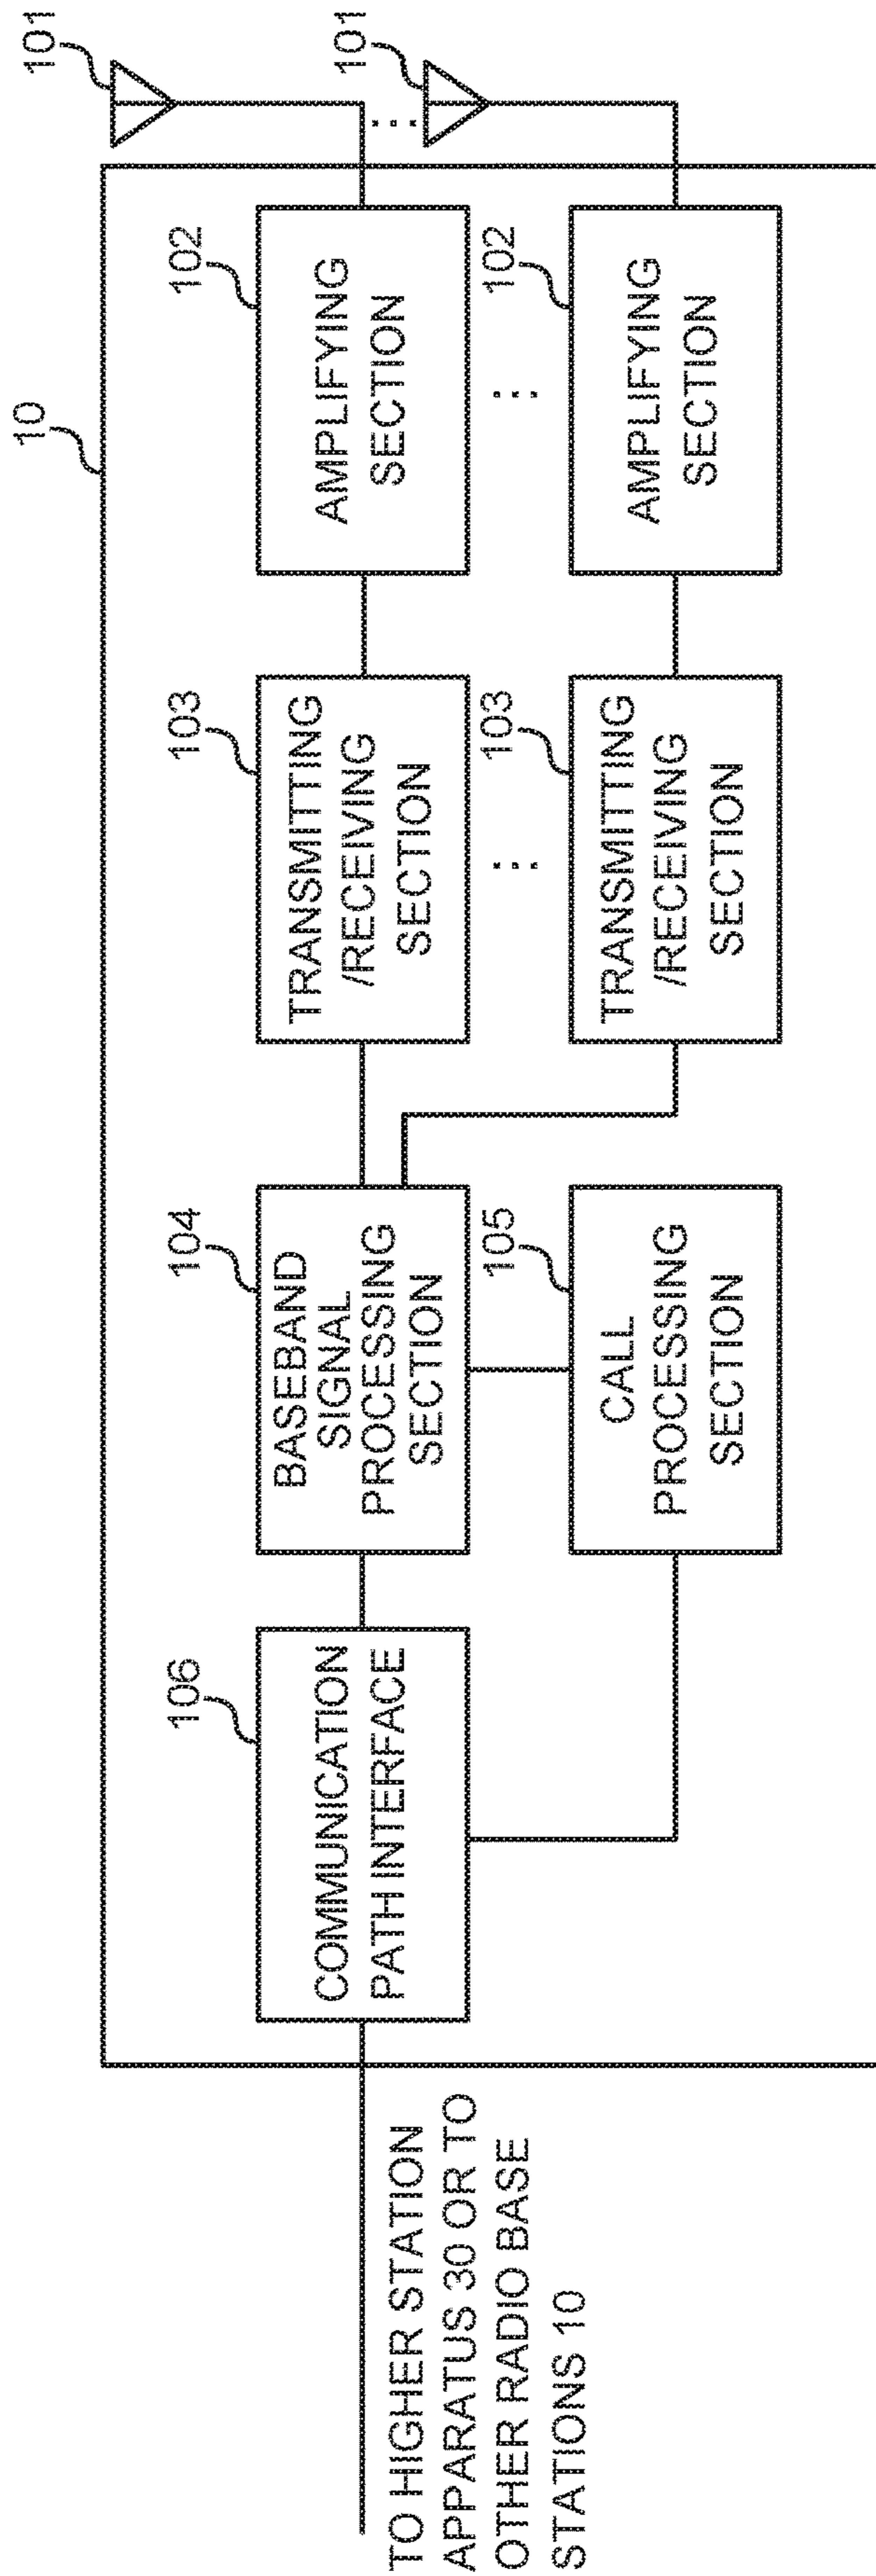 10
101
101
102
AMPLIFYING
SECTION
102
AMPLIFYING
SECTION
103
TRANSMITTING
/RECEIVING
SECTION
103
TRANSMITTING
/RECEIVING
SECTION
104
BASEBAND
SIGNAL
PROCESSING
SECTION
105
CALL
PROCESSING
SECTION
106
COMMUNICATION
PATH INTERFACE
TO HIGHER STATION
APPARATUS 30 OR TO
OTHER RADIO BASE
STATIONS 10